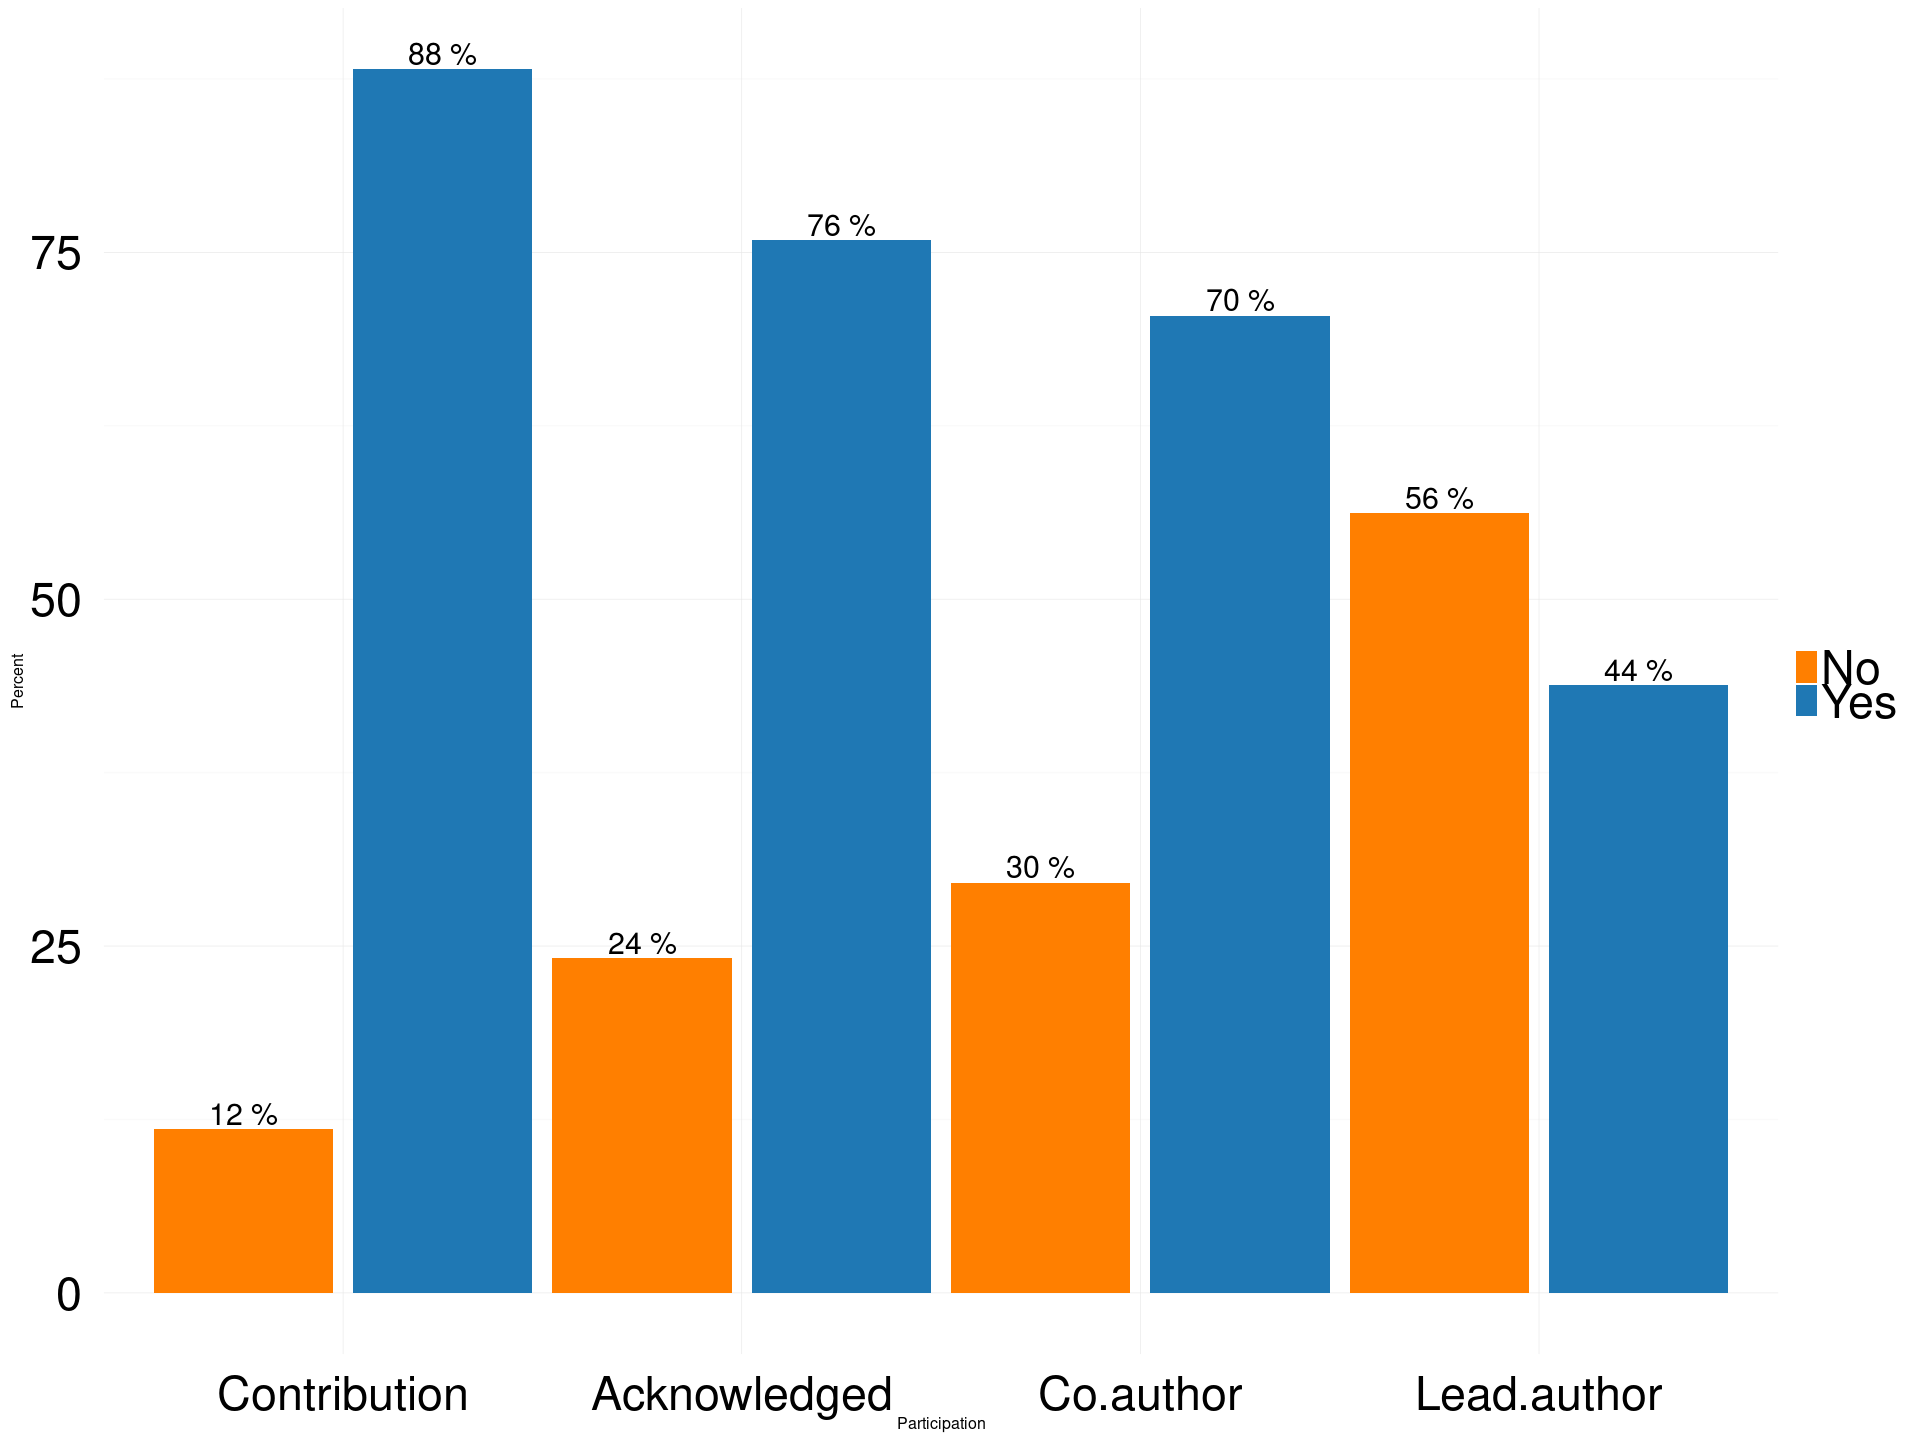 88 %
76 %
75
70 %
56 %
50
No
44 %
Yes
Percent
30 %
25
24 %
12 %
0
Contribution Acknowledged Co.author Lead.author
Participation